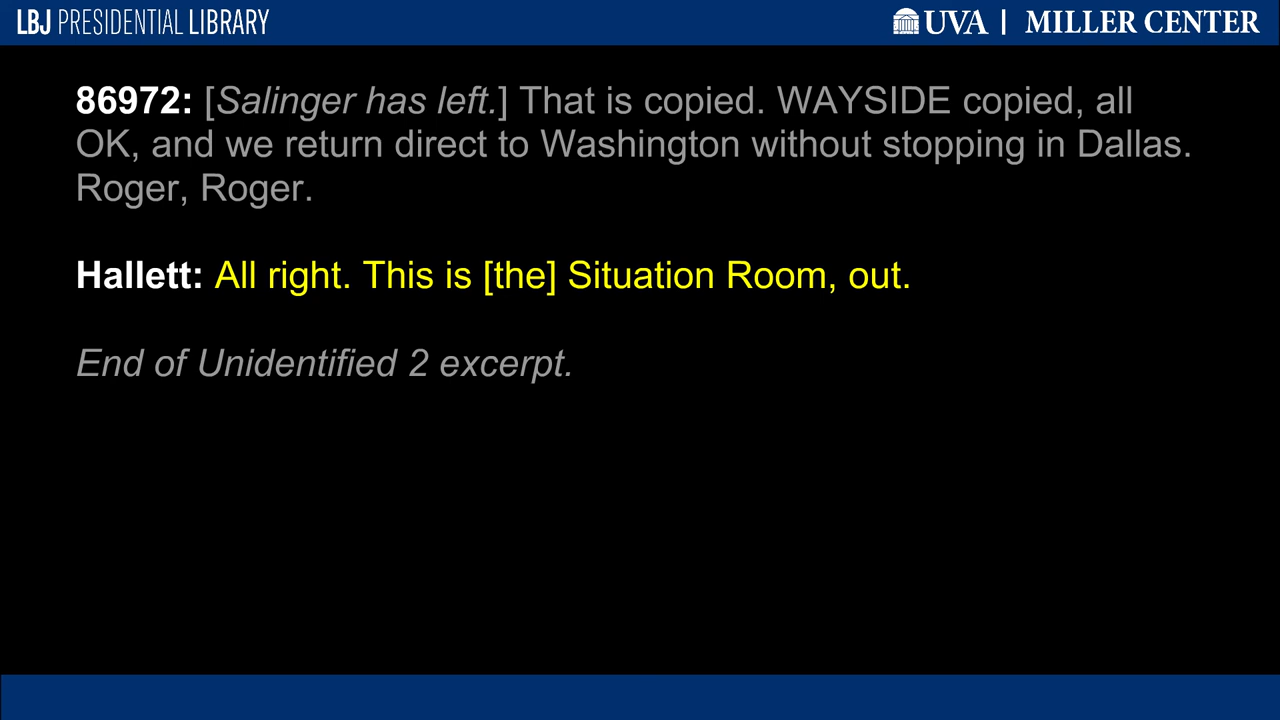 LBJ PRESIDENTIAL LIBRARY
UVA | MILLER CENTER
86972: [Salinger has left.] That is copied. WAYSIDE copied, all
OK, and we return direct to Washington without stopping in Dallas.
Roger, Roger.
Hallett: All right. This is [the] Situation Room, out.
End of Unidentified 2 excerpt.